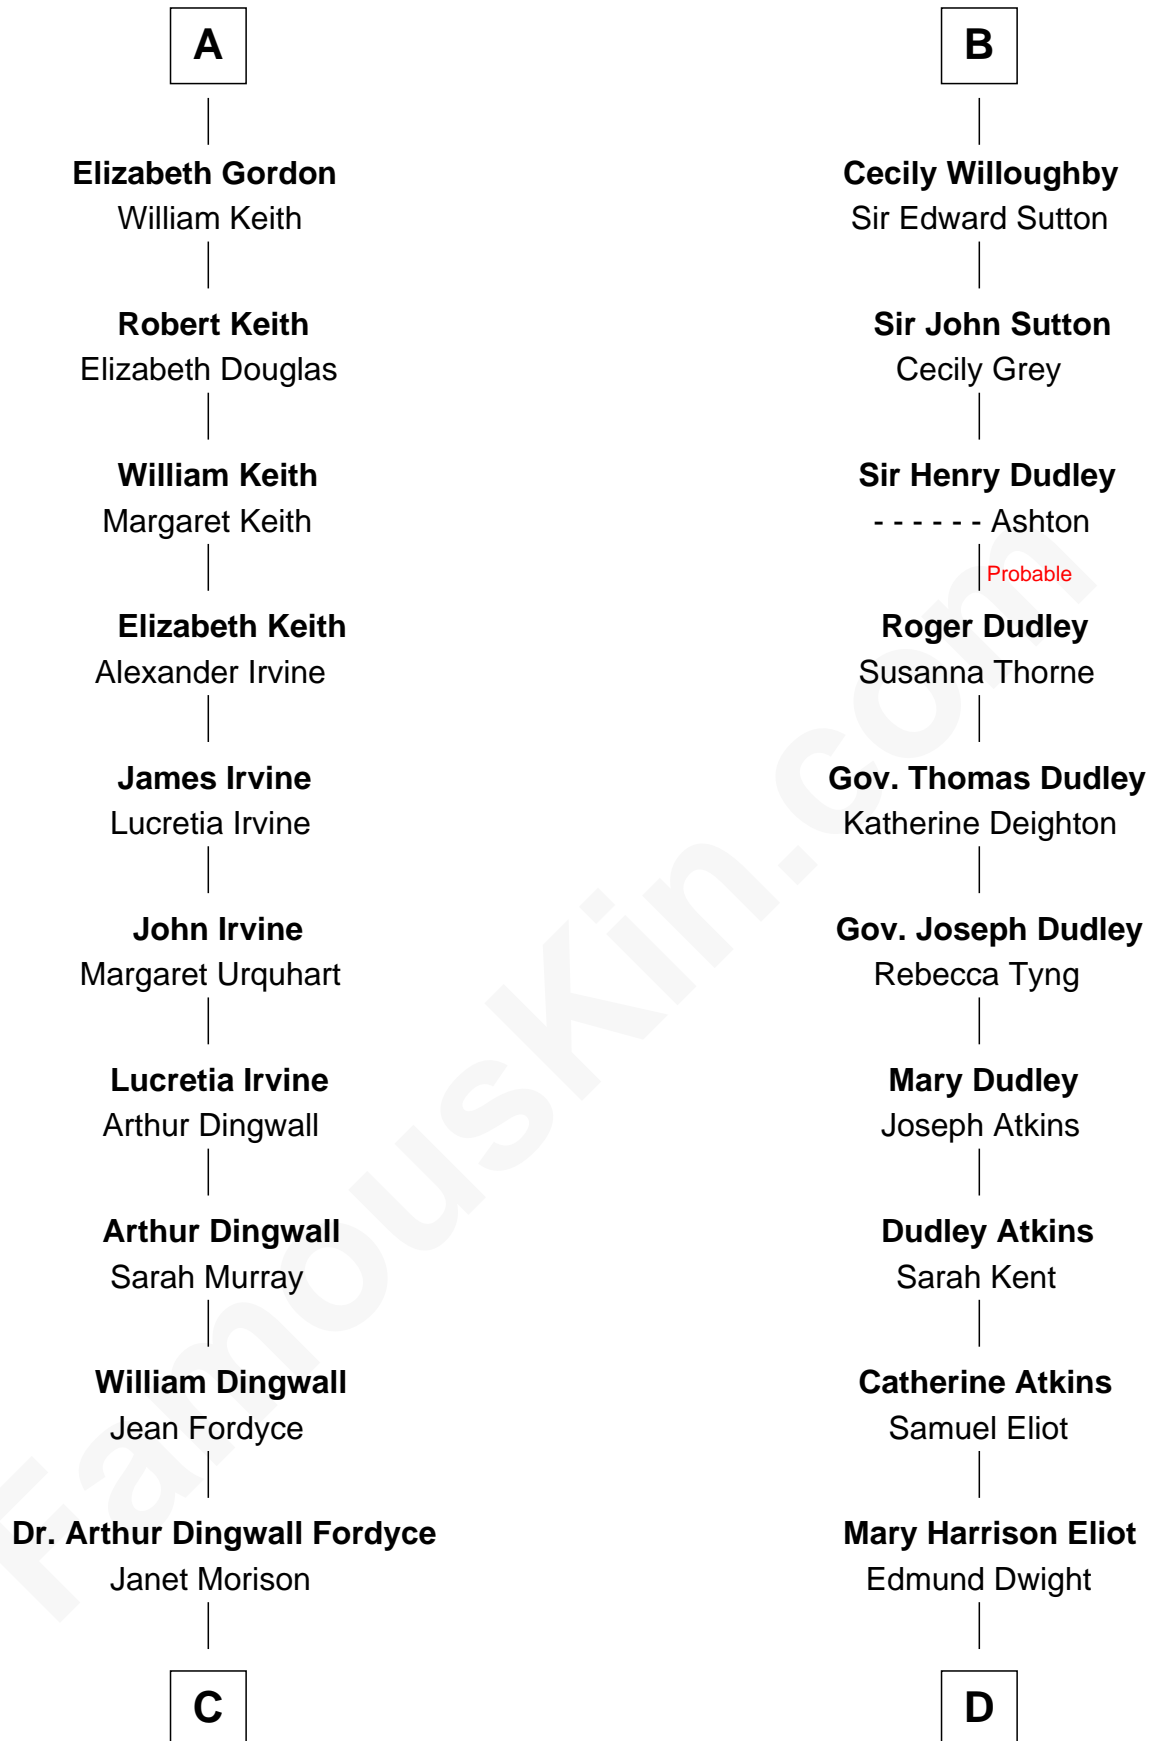 A
Elizabeth Gordon
William Keith
Robert Keith
Elizabeth Douglas
William Keith
Margaret Keith
Elizabeth Keith
Alexander Irvine
James Irvine
Lucretia Irvine
John Irvine
Margaret Urquhart
Lucretia Irvine
Arthur Dingwall
Arthur Dingwall
Sarah Murray
William Dingwall
Jean Fordyce
Dr. Arthur Dingwall Fordyce
Janet Morison
C
B
Cecily Willoughby
Sir Edward Sutton
Sir John Sutton
Cecily Grey
Sir Henry Dudley
- - - - - - Ashton
Probable
Roger Dudley
Susanna Thorne
Gov. Thomas Dudley
Katherine Deighton
Gov. Joseph Dudley
Rebecca Tyng
Mary Dudley
Joseph Atkins
Dudley Atkins
Sarah Kent
Catherine Atkins
Samuel Eliot
Mary Harrison Eliot
Edmund Dwight
D
FamousKin.com